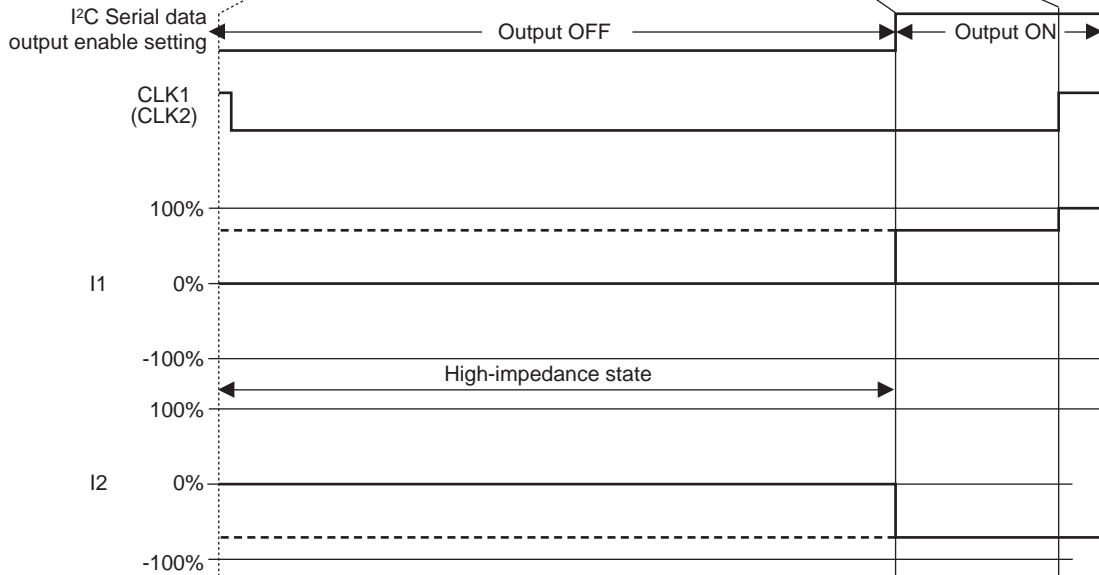 I²C Serial data
output enable setting
Output OFF
Output ON
CLK1
(CLK2)
100%
I1
0%
-100%
High-impedance state
100%
I2
0%
-100%